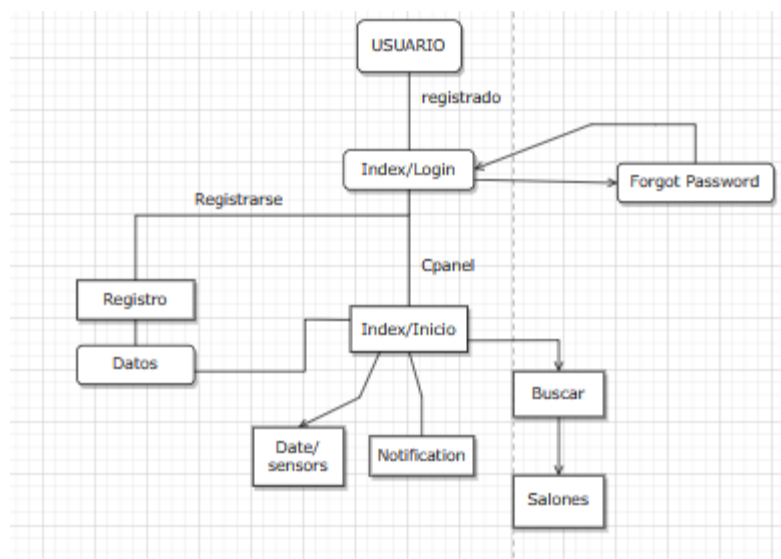 USUARIO
registrado
Index/Login
Forgot Password
Registrarse
Cpanel
Registro
Index/Inicio
Datos
Buscar
Date/
sensors
Notification
Salones